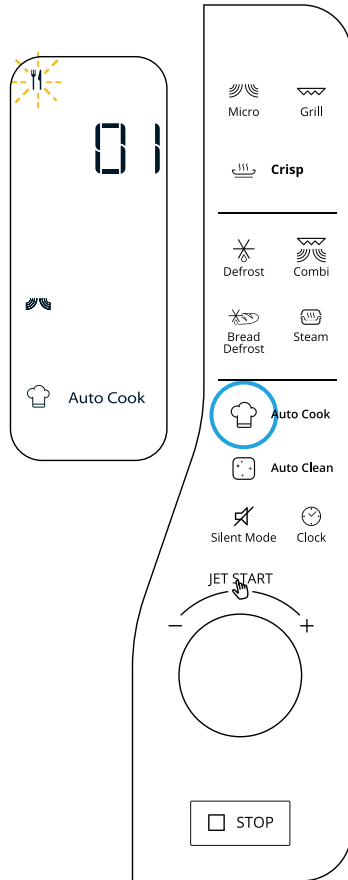 01
Auto Cook
Micro
Grill
Crisp
Defrost
Combi
Bread
Defrost
Steam
Auto Cook
Auto Clean
Silent Mode
Clock
JET START
− +
STOP